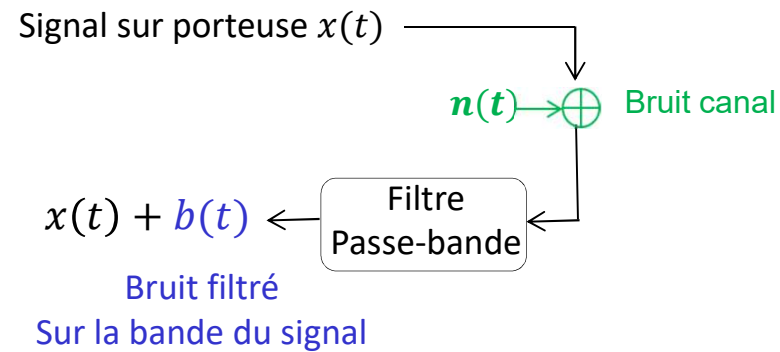 Signal sur porteuse x(t)
n(t) Bruit canal
Filtre
Passe-bande
x(t) + b(t)
Bruit filtré
Sur la bande du signal